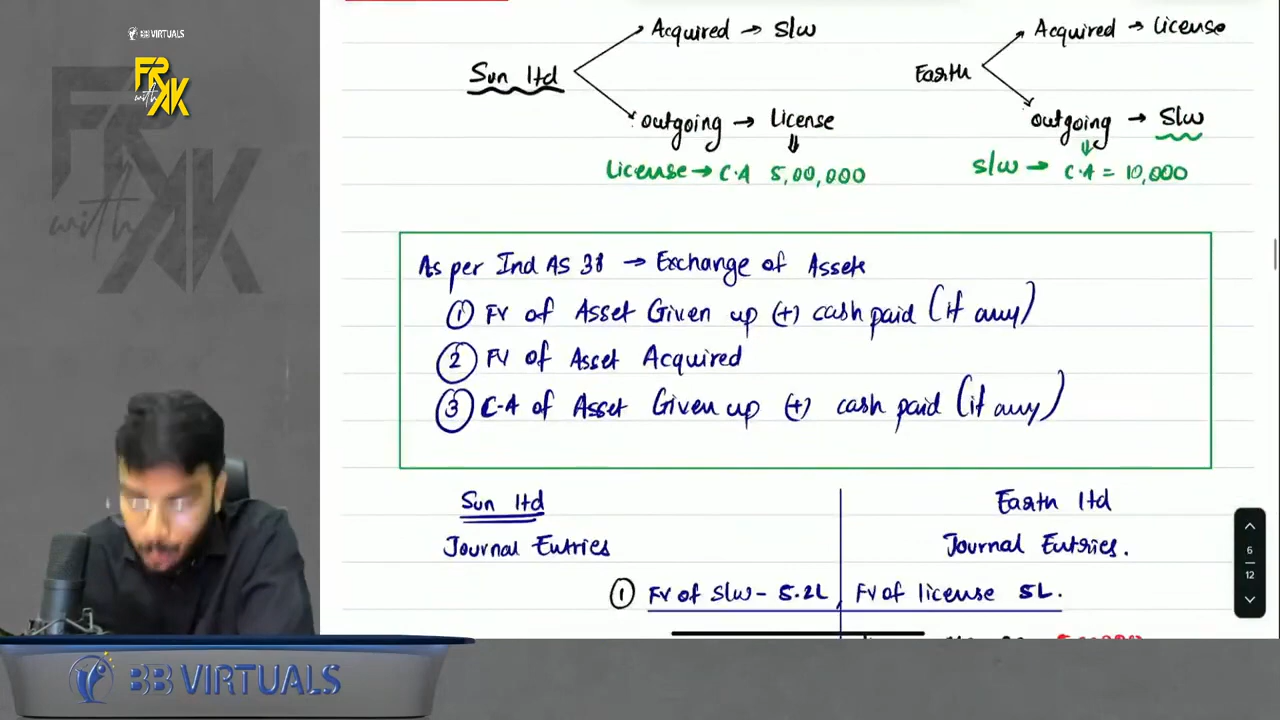 BB VIRTUALS
FR
with AK
Sun ltd
Acquired → S/w
outgoing → License
License → C.A 5,00,000
Earth
Acquired → License
outgoing → S/w
S/w → C.A = 10,000
As per Ind AS 38 → Exchange of Assets
① FV of Asset Given up (+) cash paid (if any)
② FV of Asset Acquired
③ C.A of Asset Given up (+) cash paid (if any)
Sun ltd
Journal Entries
Earth ltd
Journal Entries.
① FV of S/w - 5.2L, FV of license 5L.
6
12
BB VIRTUALS